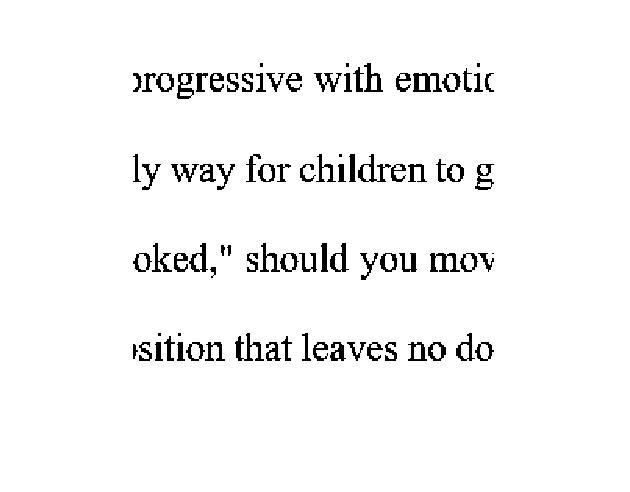 progressive with emotic
ly way for children to g
oked," should you mov
sition that leaves no do